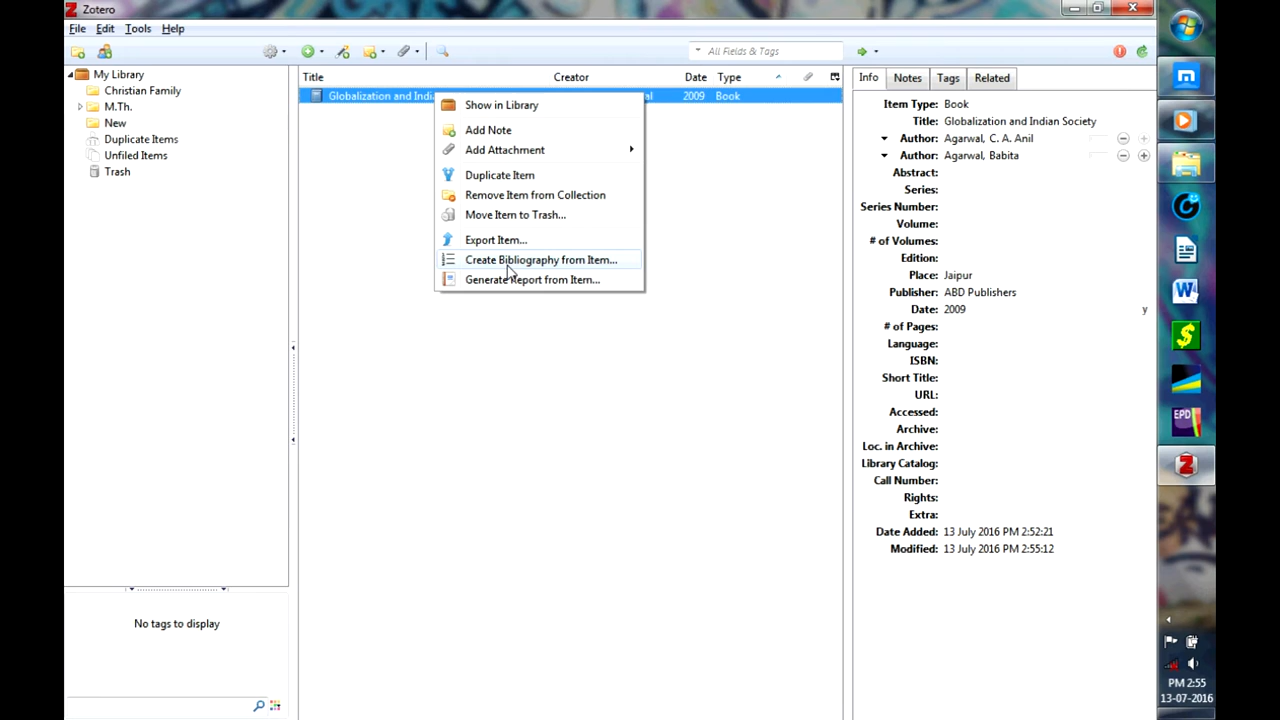 Zotero
File Edit Tools Help
All Fields & Tags
My Library
Christian Family
M.Th.
New
Duplicate Items
Unfiled Items
Trash
No tags to display
Title Creator Date Type
Globalization and Indi 2009 Book
Show in Library
Add Note
Add Attachment
Duplicate Item
Remove Item from Collection
Move Item to Trash...
Export Item...
Create Bibliography from Item...
Generate Report from Item...
Info Notes Tags Related
Item Type: Book
Title: Globalization and Indian Society
Author: Agarwal, C. A. Anil
Author: Agarwal, Babita
Abstract:
Series:
Series Number:
Volume:
# of Volumes:
Edition:
Place: Jaipur
Publisher: ABD Publishers
Date: 2009 y
# of Pages:
Language:
ISBN:
Short Title:
URL:
Accessed:
Archive:
Loc. in Archive:
Library Catalog:
Call Number:
Rights:
Extra:
Date Added: 13 July 2016 PM 2:52:21
Modified: 13 July 2016 PM 2:55:12
EPD
PM 2:55
13-07-2016